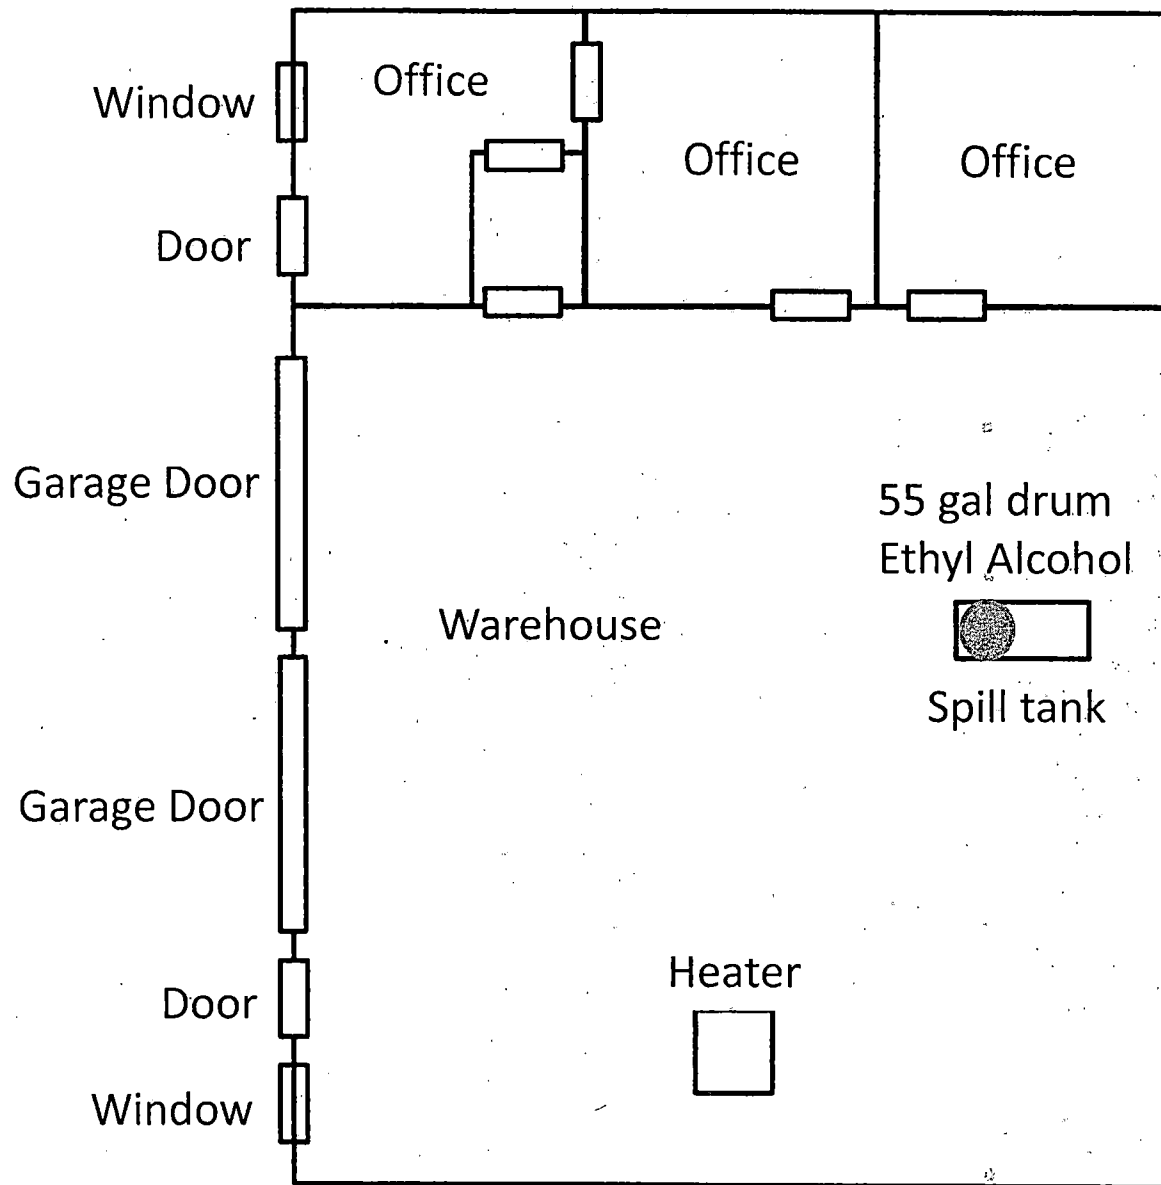 Office
Window
Office
Office
Door
Garage Door
55 gal drum
Ethyl Alcohol
Warehouse
Spill tank
Garage Door
Heater
Door
Window